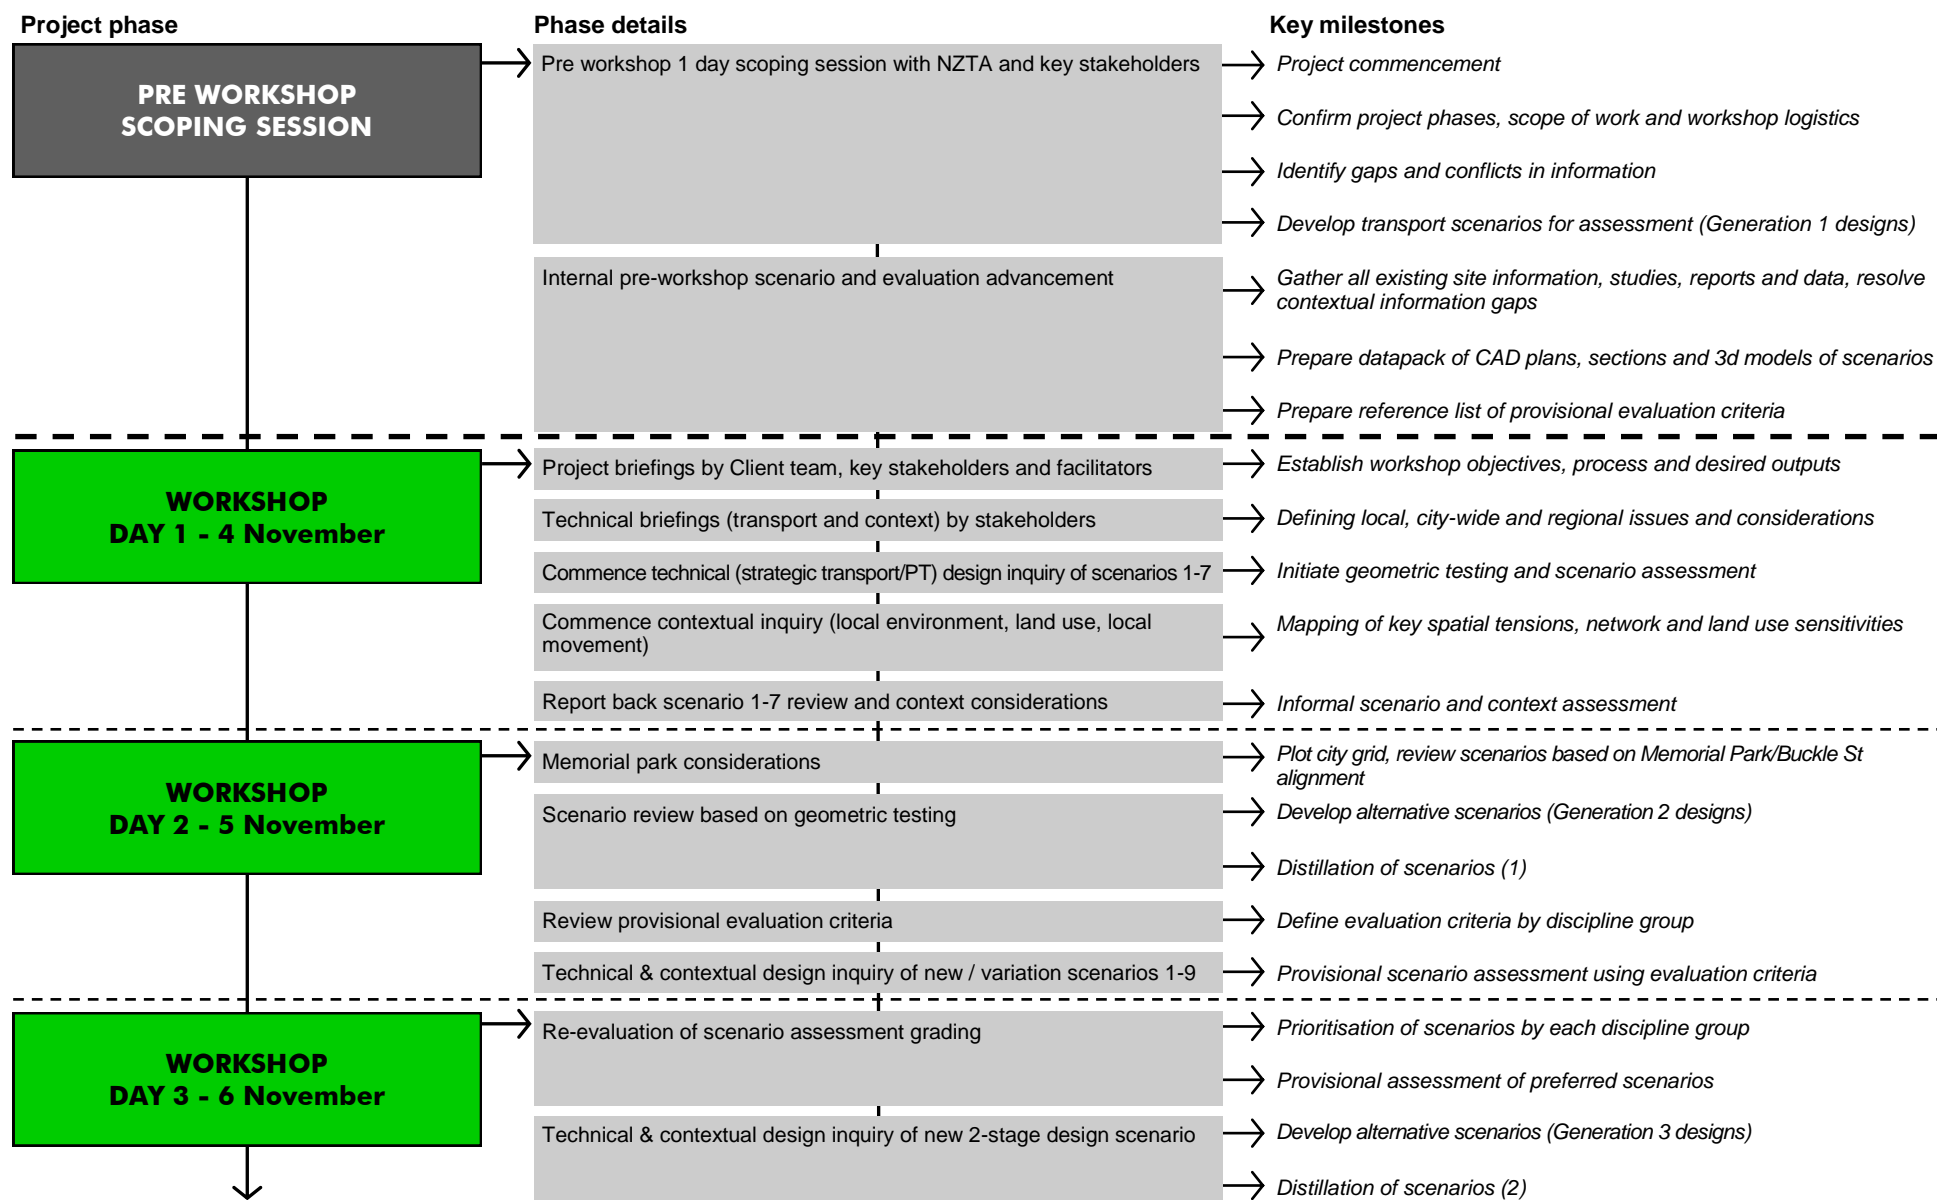 Project phase
Phase details
Key milestones
PRE WORKSHOP
SCOPING SESSION
Pre workshop 1 day scoping session with NZTA and key stakeholders
Project commencement
Confirm project phases, scope of work and workshop logistics
Identify gaps and conflicts in information
Develop transport scenarios for assessment (Generation 1 designs)
Internal pre-workshop scenario and evaluation advancement
Gather all existing site information, studies, reports and data, resolve
contextual information gaps
Prepare datapack of CAD plans, sections and 3d models of scenarios
Prepare reference list of provisional evaluation criteria
WORKSHOP
DAY 1 - 4 November
Project briefings by Client team, key stakeholders and facilitators
Establish workshop objectives, process and desired outputs
Technical briefings (transport and context) by stakeholders
Defining local, city-wide and regional issues and considerations
Commence technical (strategic transport/PT) design inquiry of scenarios 1-7
Initiate geometric testing and scenario assessment
Commence contextual inquiry (local environment, land use, local
movement)
Mapping of key spatial tensions, network and land use sensitivities
Report back scenario 1-7 review and context considerations
Informal scenario and context assessment
WORKSHOP
DAY 2 - 5 November
Memorial park considerations
Plot city grid, review scenarios based on Memorial Park/Buckle St
alignment
Scenario review based on geometric testing
Develop alternative scenarios (Generation 2 designs)
Distillation of scenarios (1)
Review provisional evaluation criteria
Define evaluation criteria by discipline group
Technical & contextual design inquiry of new / variation scenarios 1-9
Provisional scenario assessment using evaluation criteria
WORKSHOP
DAY 3 - 6 November
Re-evaluation of scenario assessment grading
Prioritisation of scenarios by each discipline group
Provisional assessment of preferred scenarios
Technical & contextual design inquiry of new 2-stage design scenario
Develop alternative scenarios (Generation 3 designs)
Distillation of scenarios (2)